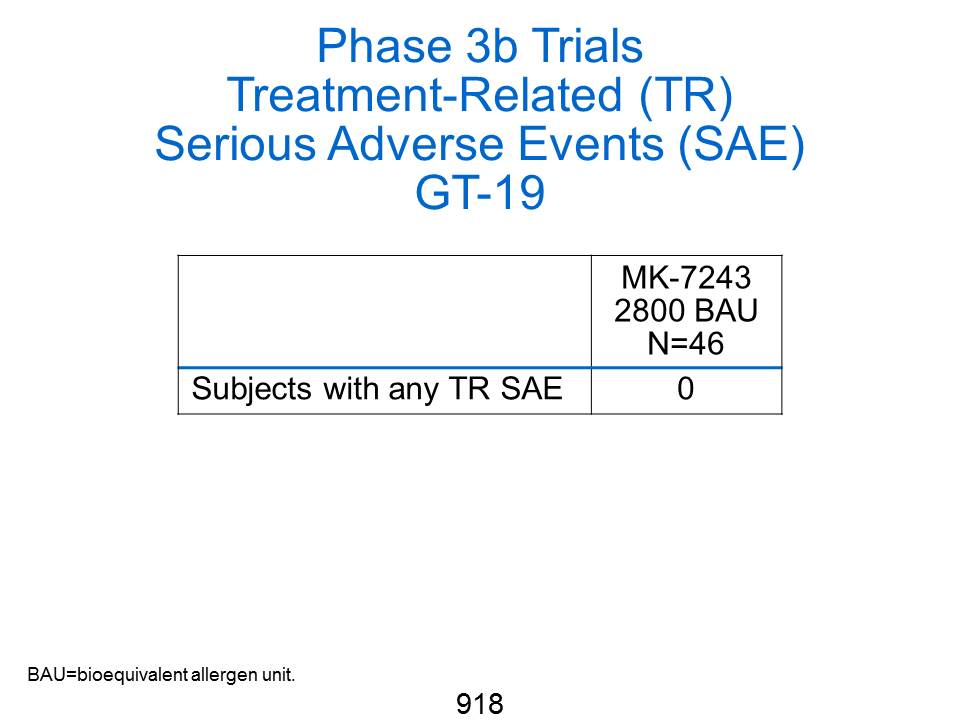 Phase 3b Trials
Treatment-Related (TR)
Serious Adverse Events (SAE)
GT-19
MK-7243
2800 BAU
N=46
Subjects with any TR SAE 0
BAU=bioequivalent allergen unit.
918